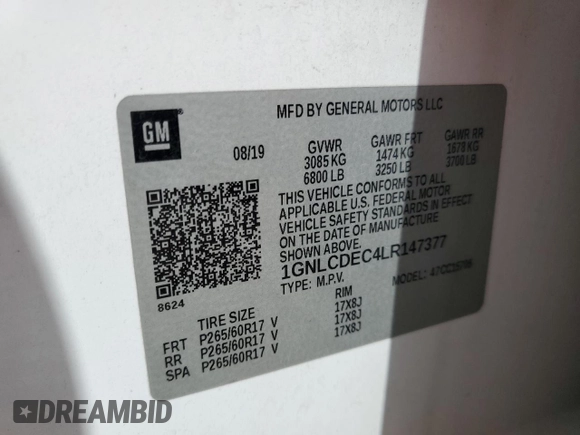 MFD BY GENERAL MOTORS LLC
GM
08/19 GVWR GAWR FRT GAWR RR
3085 KG 1474 KG 1678 KG
6800 LB 3250 LB 3700 LB
THIS VEHICLE CONFORMS TO ALL
APPLICABLE U.S. FEDERAL MOTOR
VEHICLE SAFETY STANDARDS IN EFFECT
ON THE DATE OF MANUFACTURE
SHOWN ABOVE.
1GNLCDEC4LR147377
TYPE: M.P.V. MODEL:
8624
TIRE SIZE RIM
FRT P265/60R17 V 17X8J
RR P265/60R17 V 17X8J
SPA P265/60R17 V 17X8J
DREAMBID